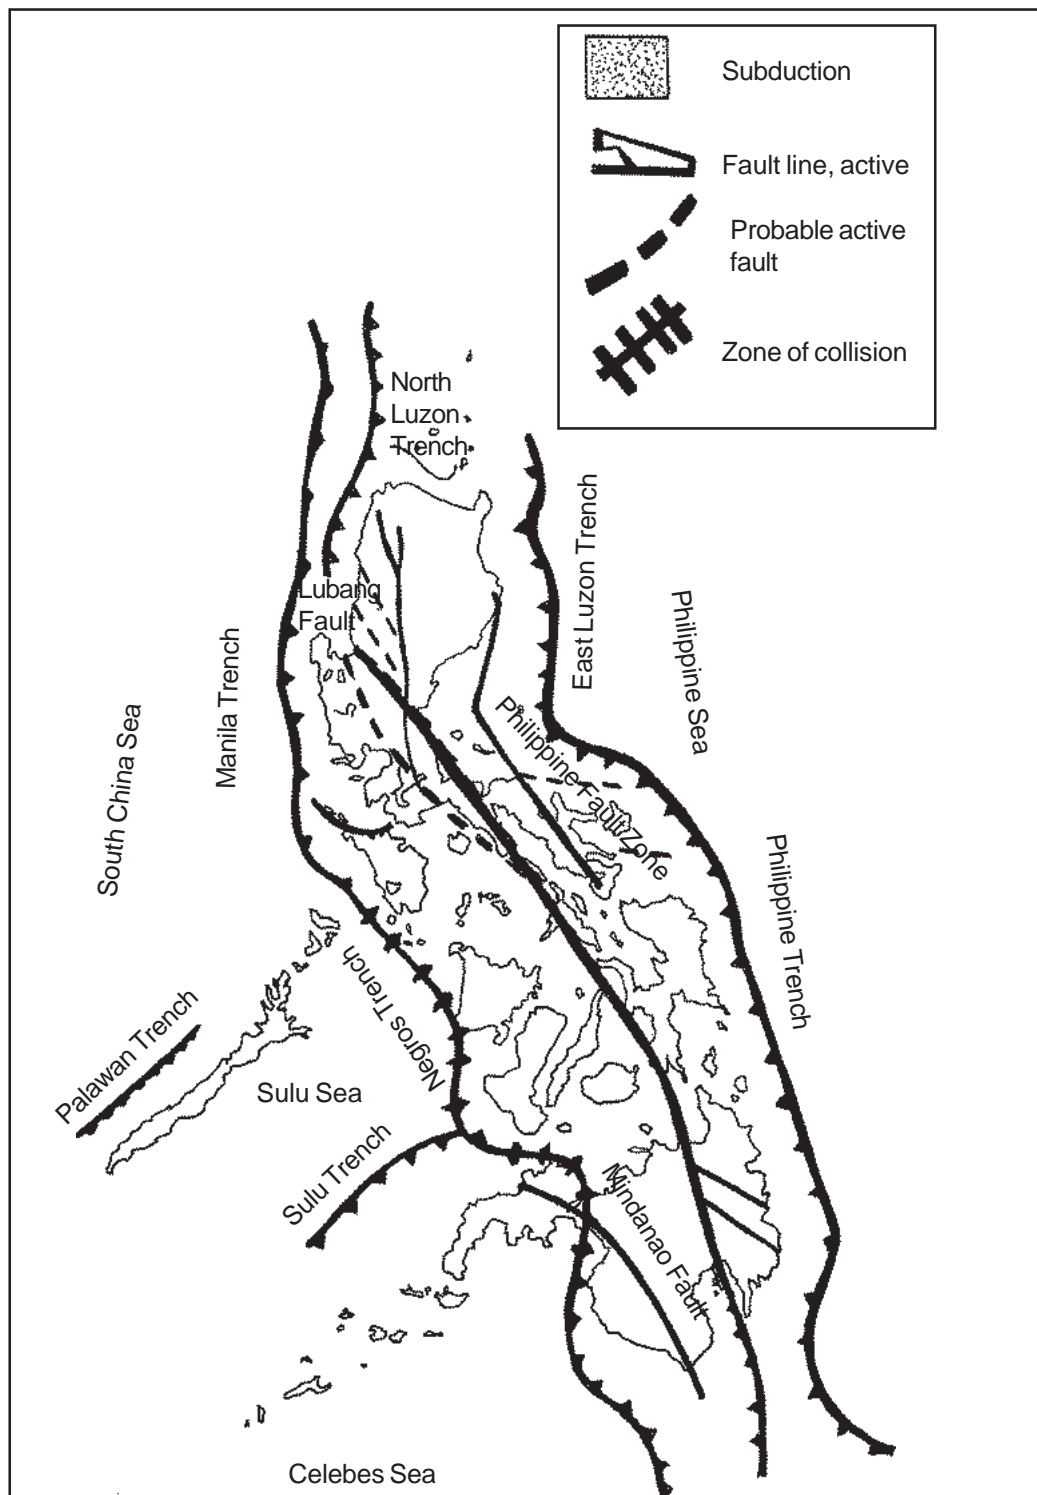 Subduction
Fault line, active
Probable active
fault
Zone of collision
North
Luzon
Trench
Lubang
Fault
East Luzon Trench
Philippine Sea
Manila Trench
South China Sea
Philippine Fault Zone
Philippine Trench
Negros Trench
Palawan Trench
Sulu Sea
Sulu Trench
Mindanao Fault
Celebes Sea